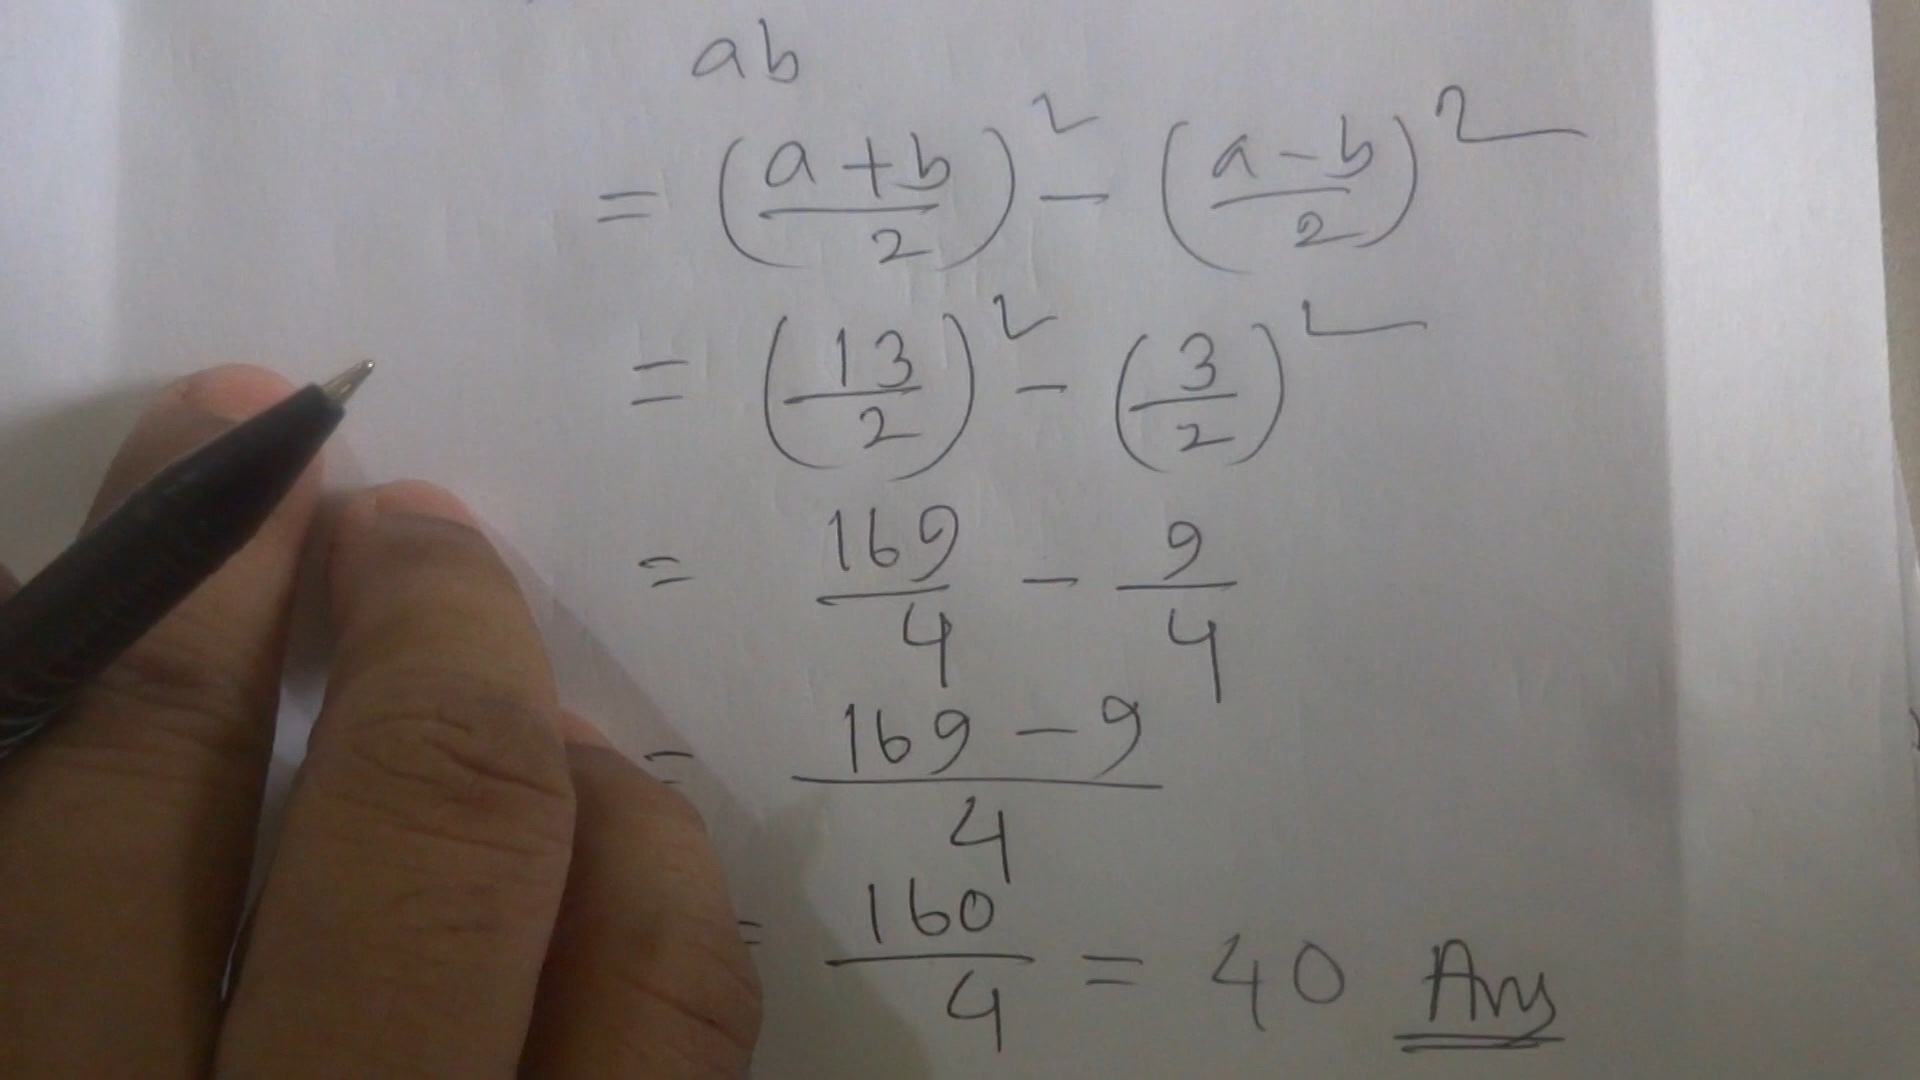 ab
= (a+b/2)² - (a-b/2)²
= (13/2)² - (3/2)²
= 169/4 - 9/4
= 169-9/4
= 160/4 = 40 Ans